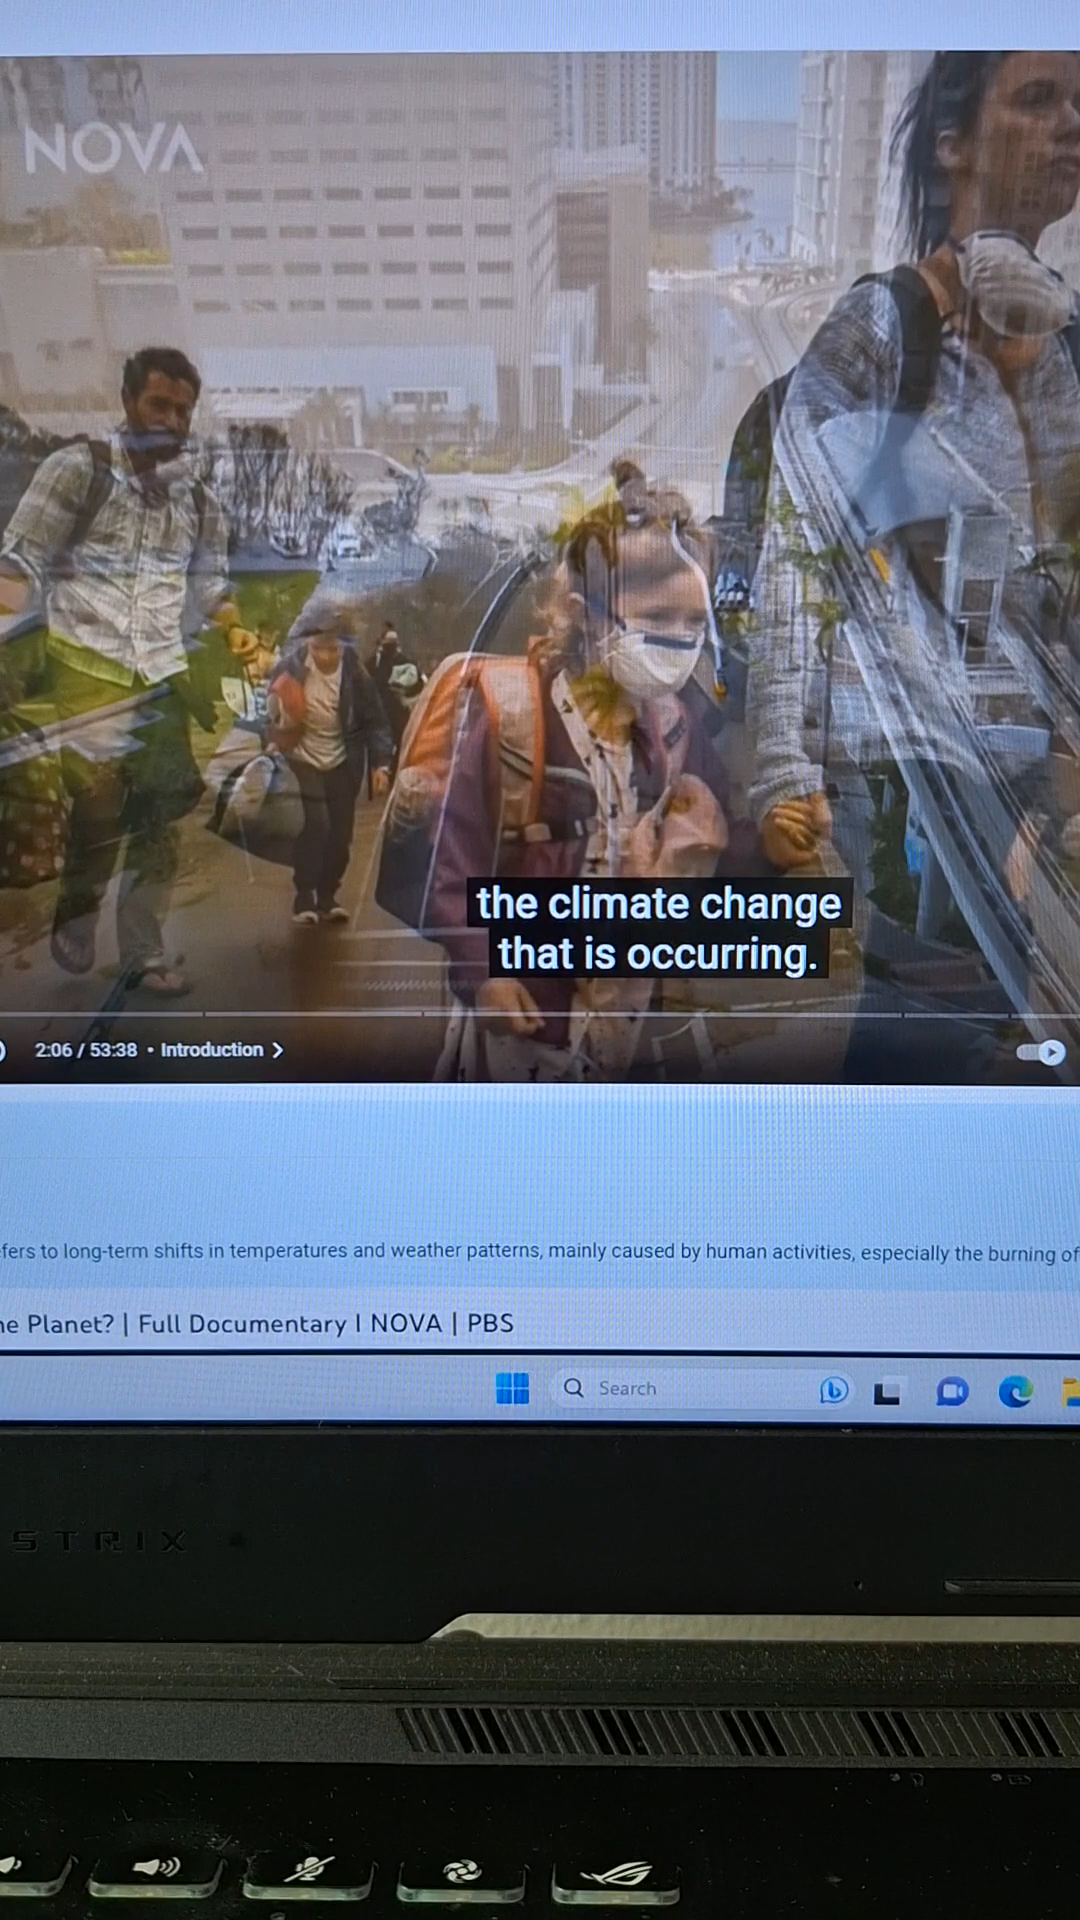 NOVA
the climate change
that is occurring.
2:06 / 53:38 • Introduction
fers to long-term shifts in temperatures and weather patterns, mainly caused by human activities, especially the burning of
Planet? | Full Documentary I NOVA | PBS
Search
STRIX